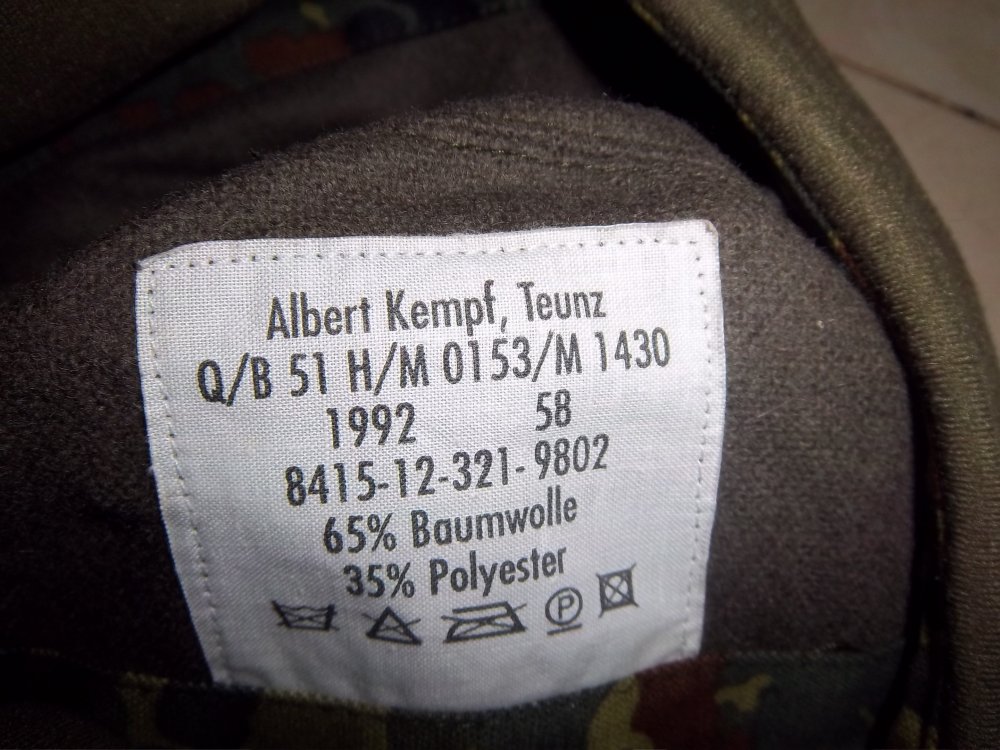 Albert Kempf, Teunz
Q/B 51 H/M 0153/M 1430
1992 58
8415-12-321-9802
65% Baumwolle
35% Polyester
P